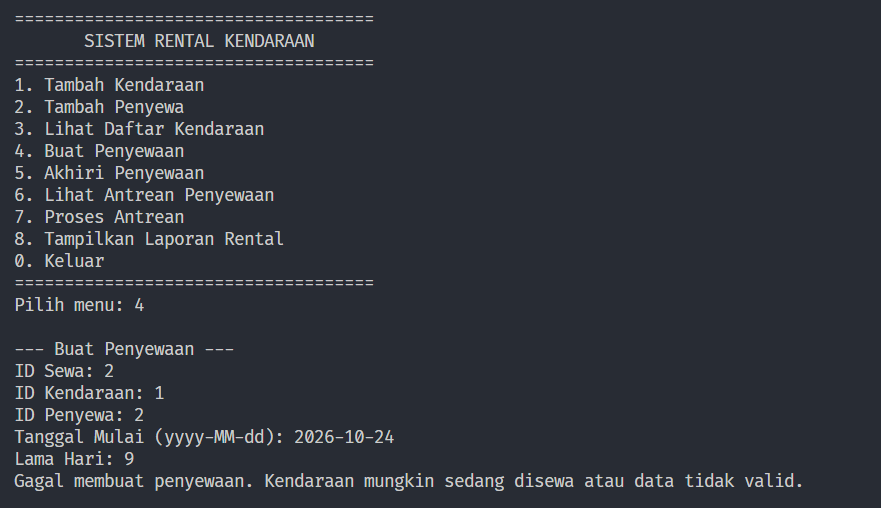 ====================================
SISTEM RENTAL KENDARAAN
====================================
1. Tambah Kendaraan
2. Tambah Penyewa
3. Lihat Daftar Kendaraan
4. Buat Penyewaan
5. Akhiri Penyewaan
6. Lihat Antrean Penyewaan
7. Proses Antrean
8. Tampilkan Laporan Rental
0. Keluar
====================================
Pilih menu: 4
--- Buat Penyewaan ---
ID Sewa: 2
ID Kendaraan: 1
ID Penyewa: 2
Tanggal Mulai (yyyy-MM-dd): 2026-10-24
Lama Hari: 9
Gagal membuat penyewaan. Kendaraan mungkin sedang disewa atau data tidak valid.